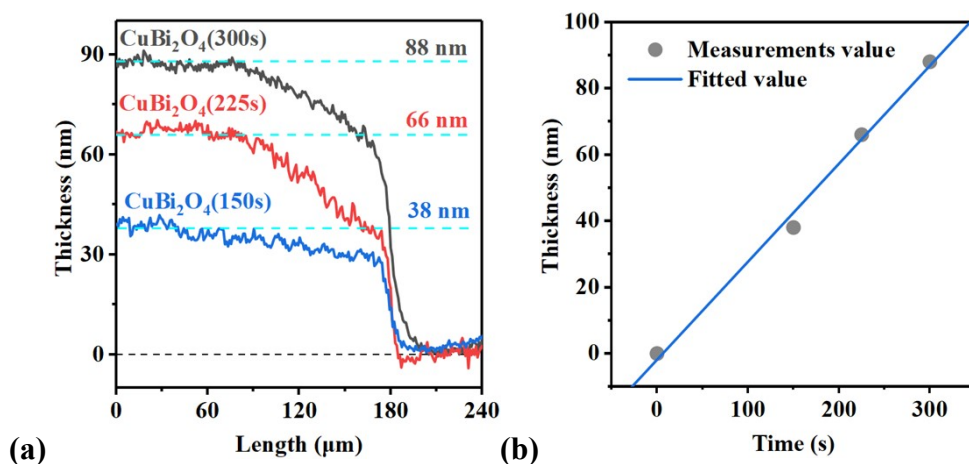 CuBi₂O₄(300s)
88 nm
CuBi₂O₄(225s)
66 nm
CuBi₂O₄(150s)
38 nm
Thickness (nm)
90
60
30
0
0 60 120 180 240
Length (μm)
(a)
Measurements value
Fitted value
Thickness (nm)
100
80
60
40
20
0
0 100 200 300
Time (s)
(b)